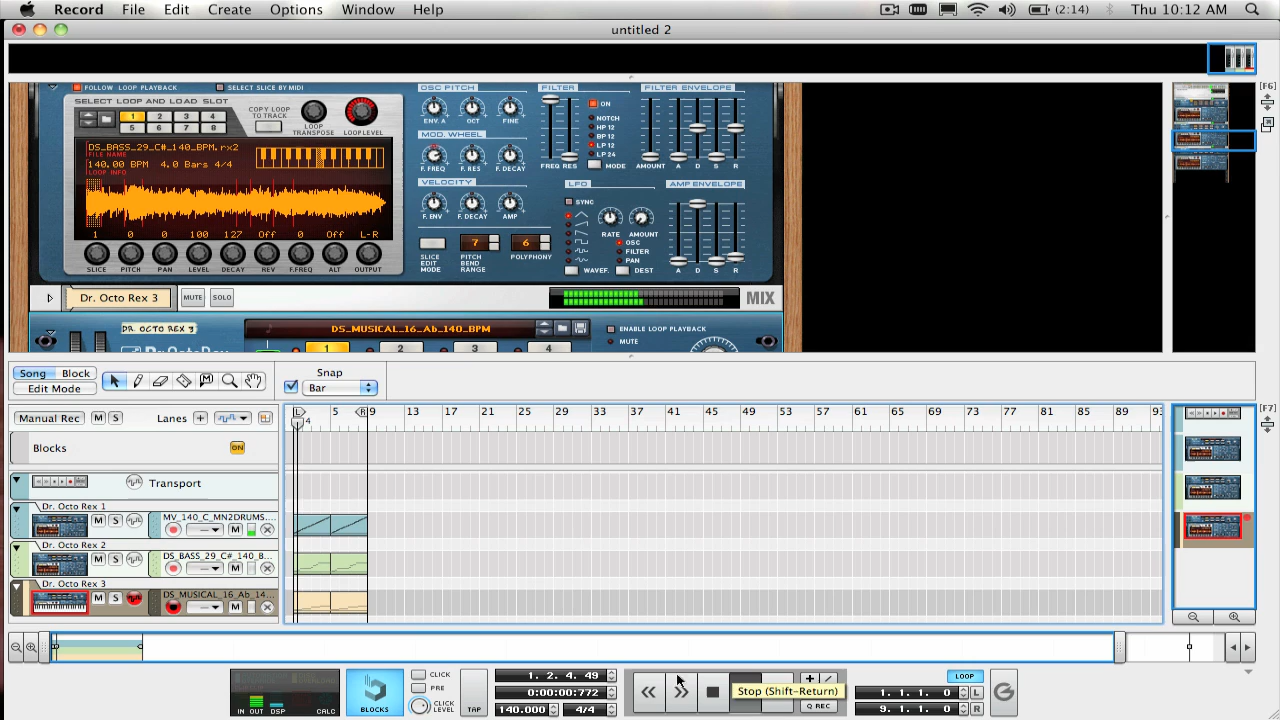 Record File Edit Create Options Window Help (2:14) Thu 10:12 AM
untitled 2
[F6]
FOLLOW LOOP PLAYBACK SELECT SLICE BY MIDI
SELECT LOOP AND LOAD SLOT
COPY LOOP TO TRACK
LOOP TRANSPOSE
LOOP LEVEL
1 2 3 4
5 6 7 8
DS_BASS_29_C#_140_BPM.rx2
FILE NAME
140.00 BPM 4.0 Bars 4/4
LOOP INFO
1 0 0 100 127 Off 0 Off L-R
SLICE PITCH PAN LEVEL DECAY REV F.FREQ ALT OUTPUT
OSC PITCH
ENV. A OCT FINE
MOD. WHEEL
F. FREQ F. RES F. DECAY
VELOCITY
F. ENV F. DECAY AMP
SLICE EDIT MODE
7
PITCH BEND RANGE
6
POLYPHONY
FILTER
ON
NOTCH
HP 12
BP 12
LP 12
LP 24
FREQ RES MODE
FILTER ENVELOPE
AMOUNT A D S R
LFO
SYNC
RATE AMOUNT
OSC
FILTER
PAN
WAVEF. DEST
AMP ENVELOPE
A D S R
Dr. Octo Rex 3 MUTE SOLO MIX
DR. OCTO REX 3
DS_MUSICAL_16_Ab_140_BPM
ENABLE LOOP PLAYBACK
MUTE
1 2 3 4
Song Block
Edit Mode
Snap
Bar
Manual Rec M S Lanes +
L 5 R 9 13 17 21 25 29 33 37 41 45 49 53 57 61 65 69 73 77 81 85 89 93
4
[F7]
Blocks ON
Transport
Dr. Octo Rex 1
M S MV_140_C_MN2DRUMS....
M
Dr. Octo Rex 2
M S DS_BASS_29_C#_140_B...
M
Dr. Octo Rex 3
M S DS_MUSICAL_16_Ab_14...
M
IN OUT DSP CALC
BLOCKS
CLICK
PRE
CLICK LEVEL
TAP
1. 2. 4. 49
0:00:00:772
140.000 4/4
Stop (Shift-Return)
Q REC
LOOP
1. 1. 1. 0 L
9. 1. 1. 0 R